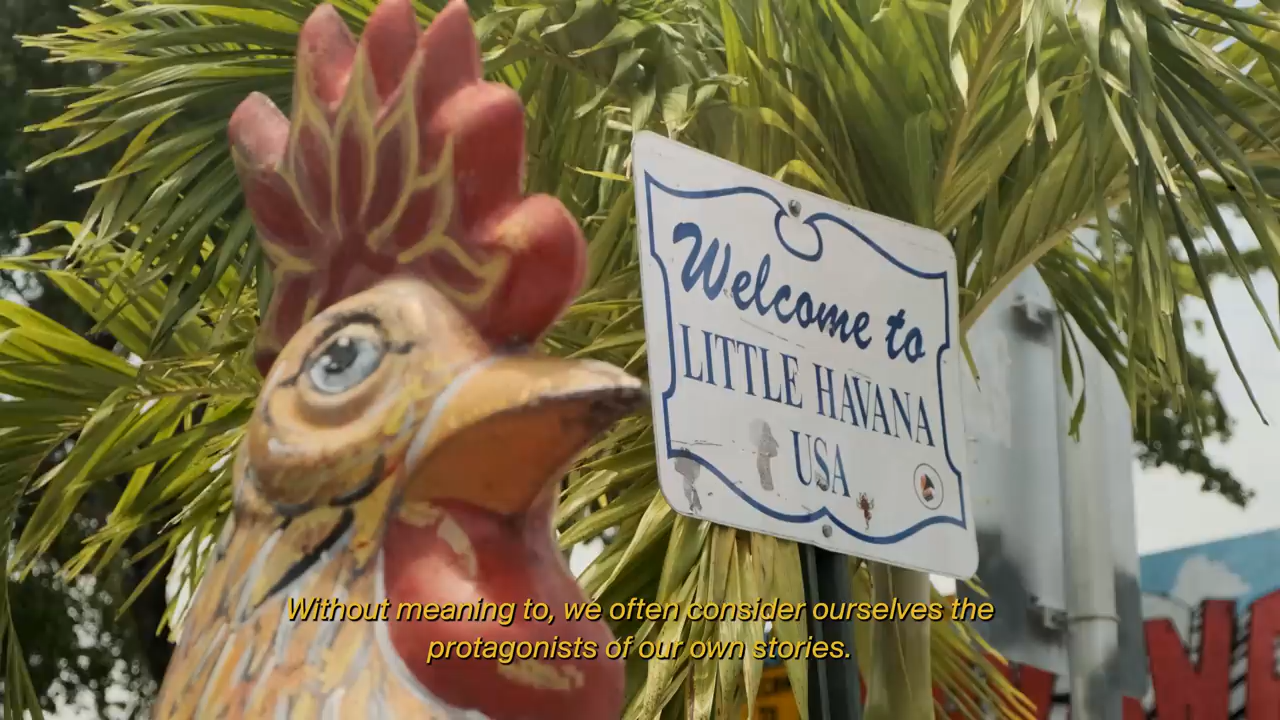 Welcome to
LITTLE HAVANA
USA
Without meaning to, we often consider ourselves the
protagonists of our own stories.